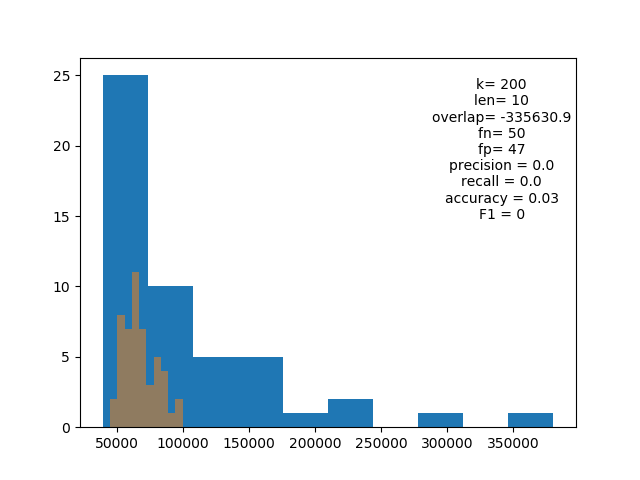 k= 200
len= 10
overlap= -335630.9
fn= 50
fp= 47
precision = 0.0
recall = 0.0
accuracy = 0.03
F1 = 0
25
20
15
10
5
0
50000 100000 150000 200000 250000 300000 350000